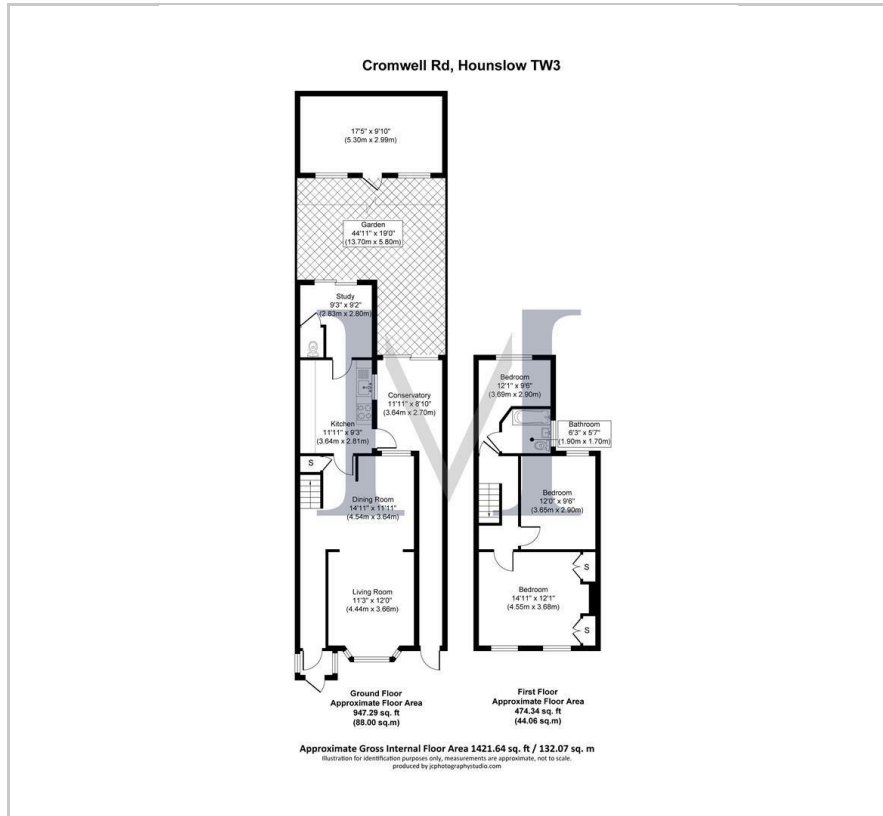 Cromwell Rd, Hounslow TW3
17'5" x 9'10"
(5.30m x 2.99m)
Garden
44'11" x 19'0"
(13.70m x 5.80m)
Study
9'3" x 9'2"
(2.83m x 2.80m)
Conservatory
11'11" x 8'10"
(3.64m x 2.70m)
Kitchen
11'11" x 9'3"
(3.64m x 2.81m)
S
Dining Room
14'11" x 11'11"
(4.54m x 3.64m)
Living Room
11'3" x 12'0"
(4.44m x 3.66m)
Bedroom
12'1" x 9'6"
(3.69m x 2.90m)
Bathroom
6'3" x 5'7"
(1.90m x 1.70m)
Bedroom
12'0" x 9'6"
(3.65m x 2.90m)
Bedroom
14'11" x 12'1"
(4.55m x 3.68m)
S
S
Ground Floor
Approximate Floor Area
947.29 sq. ft
(88.00 sq.m)
First Floor
Approximate Floor Area
474.34 sq. ft
(44.06 sq.m)
Approximate Gross Internal Floor Area 1421.64 sq. ft / 132.07 sq. m
Illustration for identification purposes only, measurements are approximate, not to scale.
produced by jcphotographystudio.com